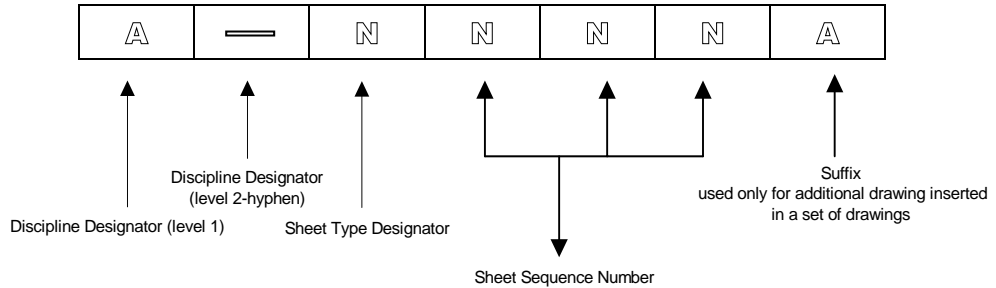 A — N N N N A
Discipline Designator
(level 2-hyphen)
Discipline Designator (level 1)
Sheet Type Designator
Suffix
used only for additional drawing inserted
in a set of drawings
Sheet Sequence Number